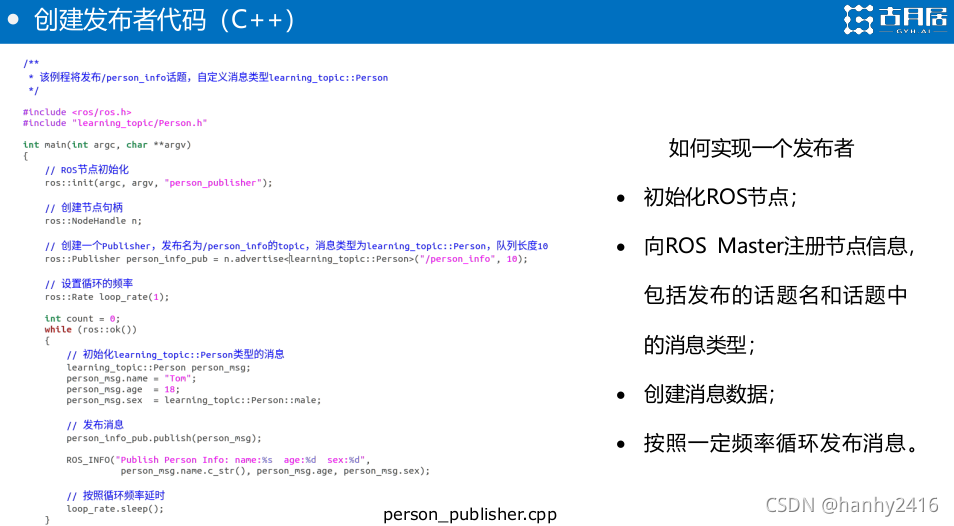 创建发布者代码（C++）
古月居
GYH.AI
/**
 * 该例程将发布/person_info话题，自定义消息类型learning_topic::Person
 */
#include <ros/ros.h>
#include "learning_topic/Person.h"
int main(int argc, char **argv)
{
    // ROS节点初始化
    ros::init(argc, argv, "person_publisher");
    // 创建节点句柄
    ros::NodeHandle n;
    // 创建一个Publisher，发布名为/person_info的topic，消息类型为learning_topic::Person，队列长度10
    ros::Publisher person_info_pub = n.advertise<learning_topic::Person>("/person_info", 10);
    // 设置循环的频率
    ros::Rate loop_rate(1);
    int count = 0;
    while (ros::ok())
    {
        // 初始化learning_topic::Person类型的消息
        learning_topic::Person person_msg;
        person_msg.name = "Tom";
        person_msg.age  = 18;
        person_msg.sex  = learning_topic::Person::male;
        // 发布消息
        person_info_pub.publish(person_msg);
        ROS_INFO("Publish Person Info: name:%s  age:%d  sex:%d",
                  person_msg.name.c_str(), person_msg.age, person_msg.sex);
        // 按照循环频率延时
        loop_rate.sleep();
    }
person_publisher.cpp
如何实现一个发布者
• 初始化ROS节点；
• 向ROS Master注册节点信息，
包括发布的话题名和话题中
的消息类型；
• 创建消息数据；
• 按照一定频率循环发布消息。
CSDN @hanhy2416